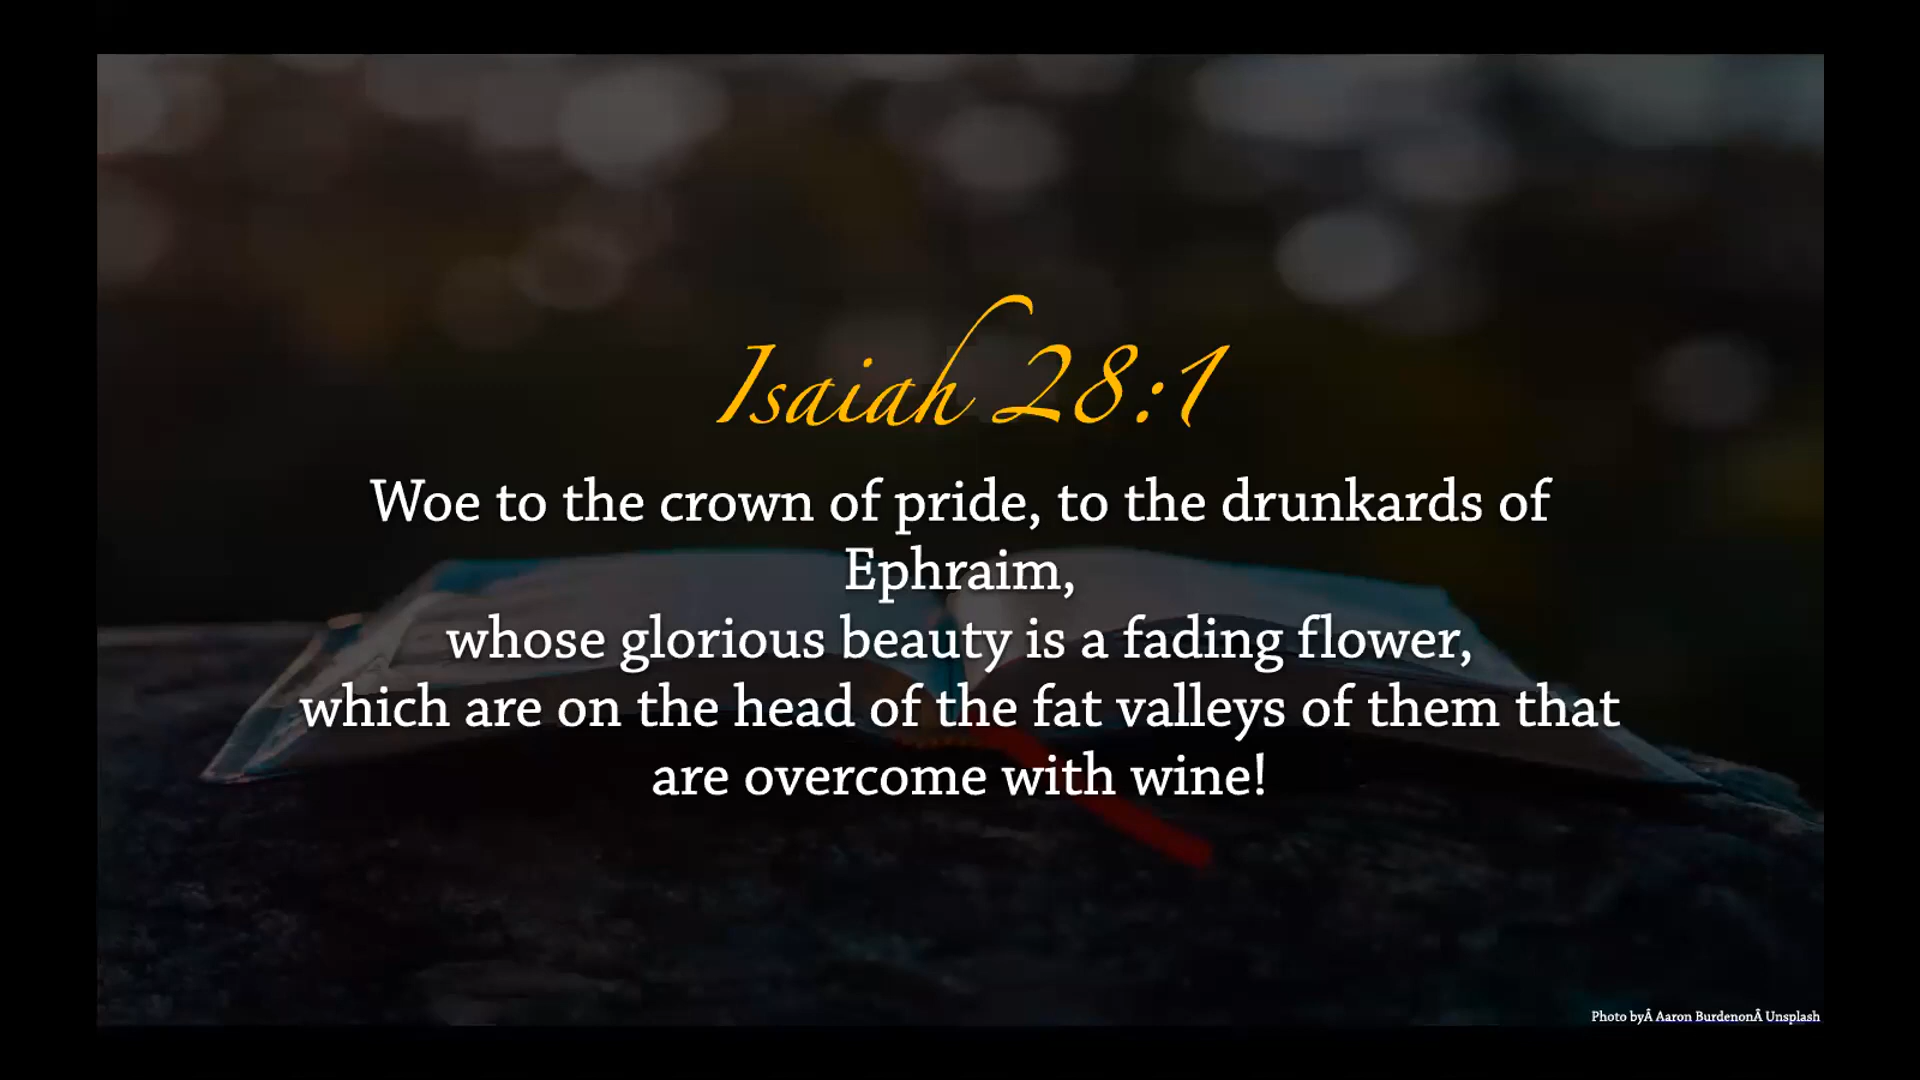 Isaiah 28:1
Woe to the crown of pride, to the drunkards of
Ephraim,
whose glorious beauty is a fading flower,
which are on the head of the fat valleys of them that
are overcome with wine!
Photo byÂ Aaron BurdenonÂ Unsplash